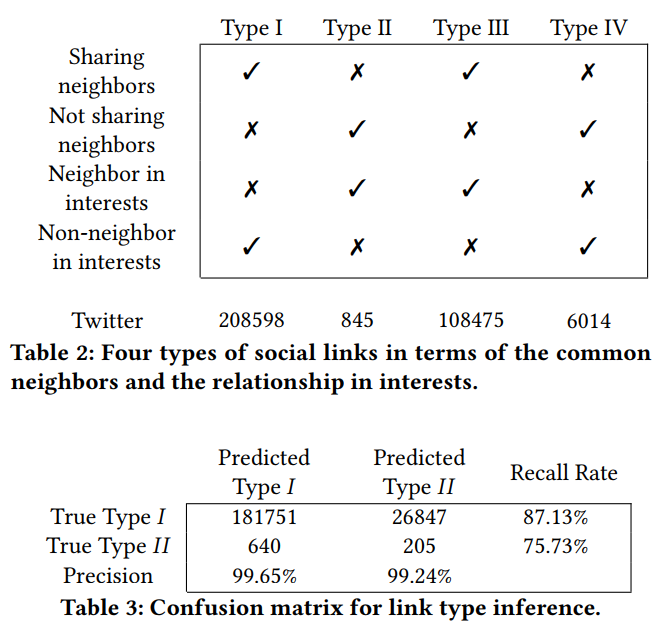 Type I Type II Type III Type IV
Sharing
neighbors ✓ ✗ ✓ ✗
Not sharing
neighbors ✗ ✓ ✗ ✓
Neighbor in
interests ✗ ✓ ✓ ✗
Non-neighbor
in interests ✓ ✗ ✗ ✓
Twitter 208598 845 108475 6014
Table 2: Four types of social links in terms of the common
neighbors and the relationship in interests.
Predicted Predicted
Type I Type II Recall Rate
True Type I 181751 26847 87.13%
True Type II 640 205 75.73%
Precision 99.65% 99.24%
Table 3: Confusion matrix for link type inference.